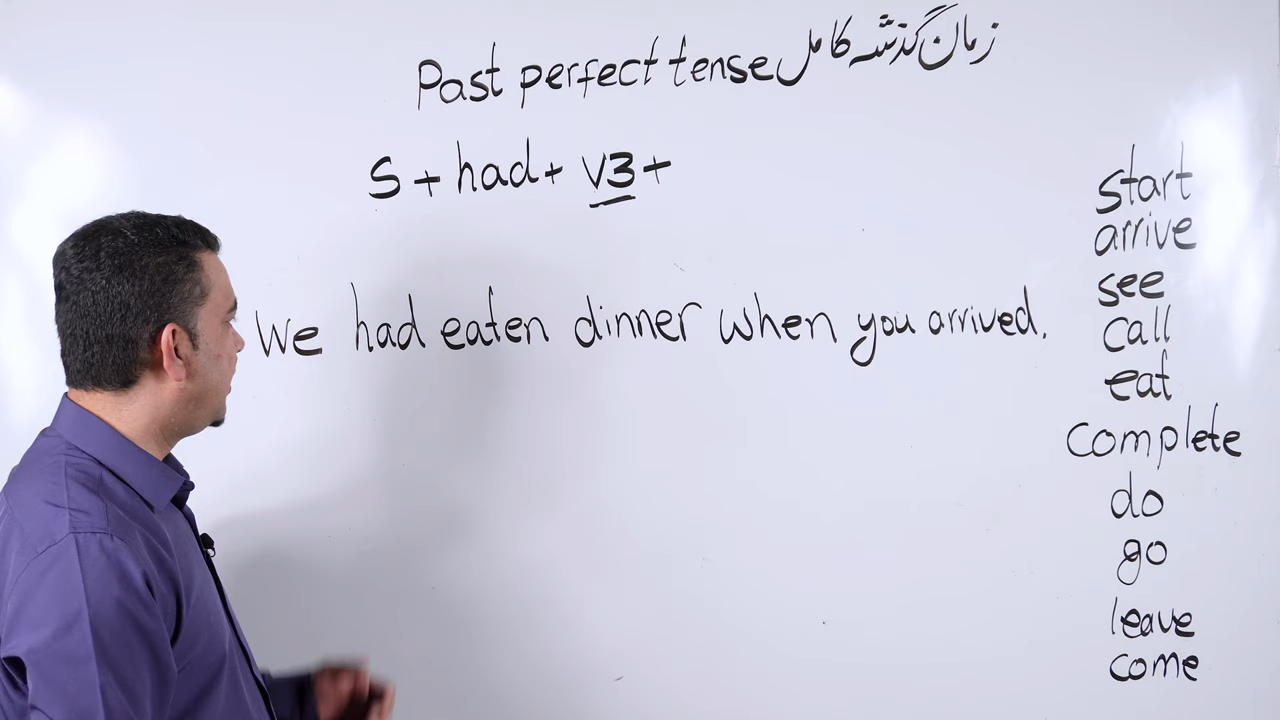 Past perfect tense زمان گذشته کامل
S + had + V3 +
We had eaten dinner when you arrived.
start
arrive
see
call
eat
complete
do
go
leave
come